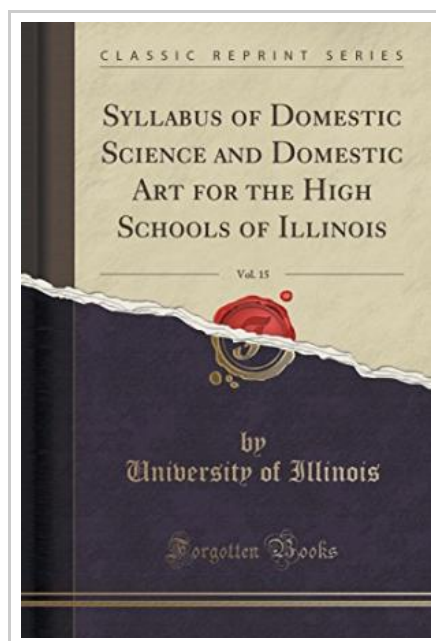 CLASSIC REPRINT SERIES
SYLLABUS OF DOMESTIC
SCIENCE AND DOMESTIC
ART FOR THE HIGH
SCHOOLS OF ILLINOIS
Vol. 15
by
University of Illinois
Forgotten Books